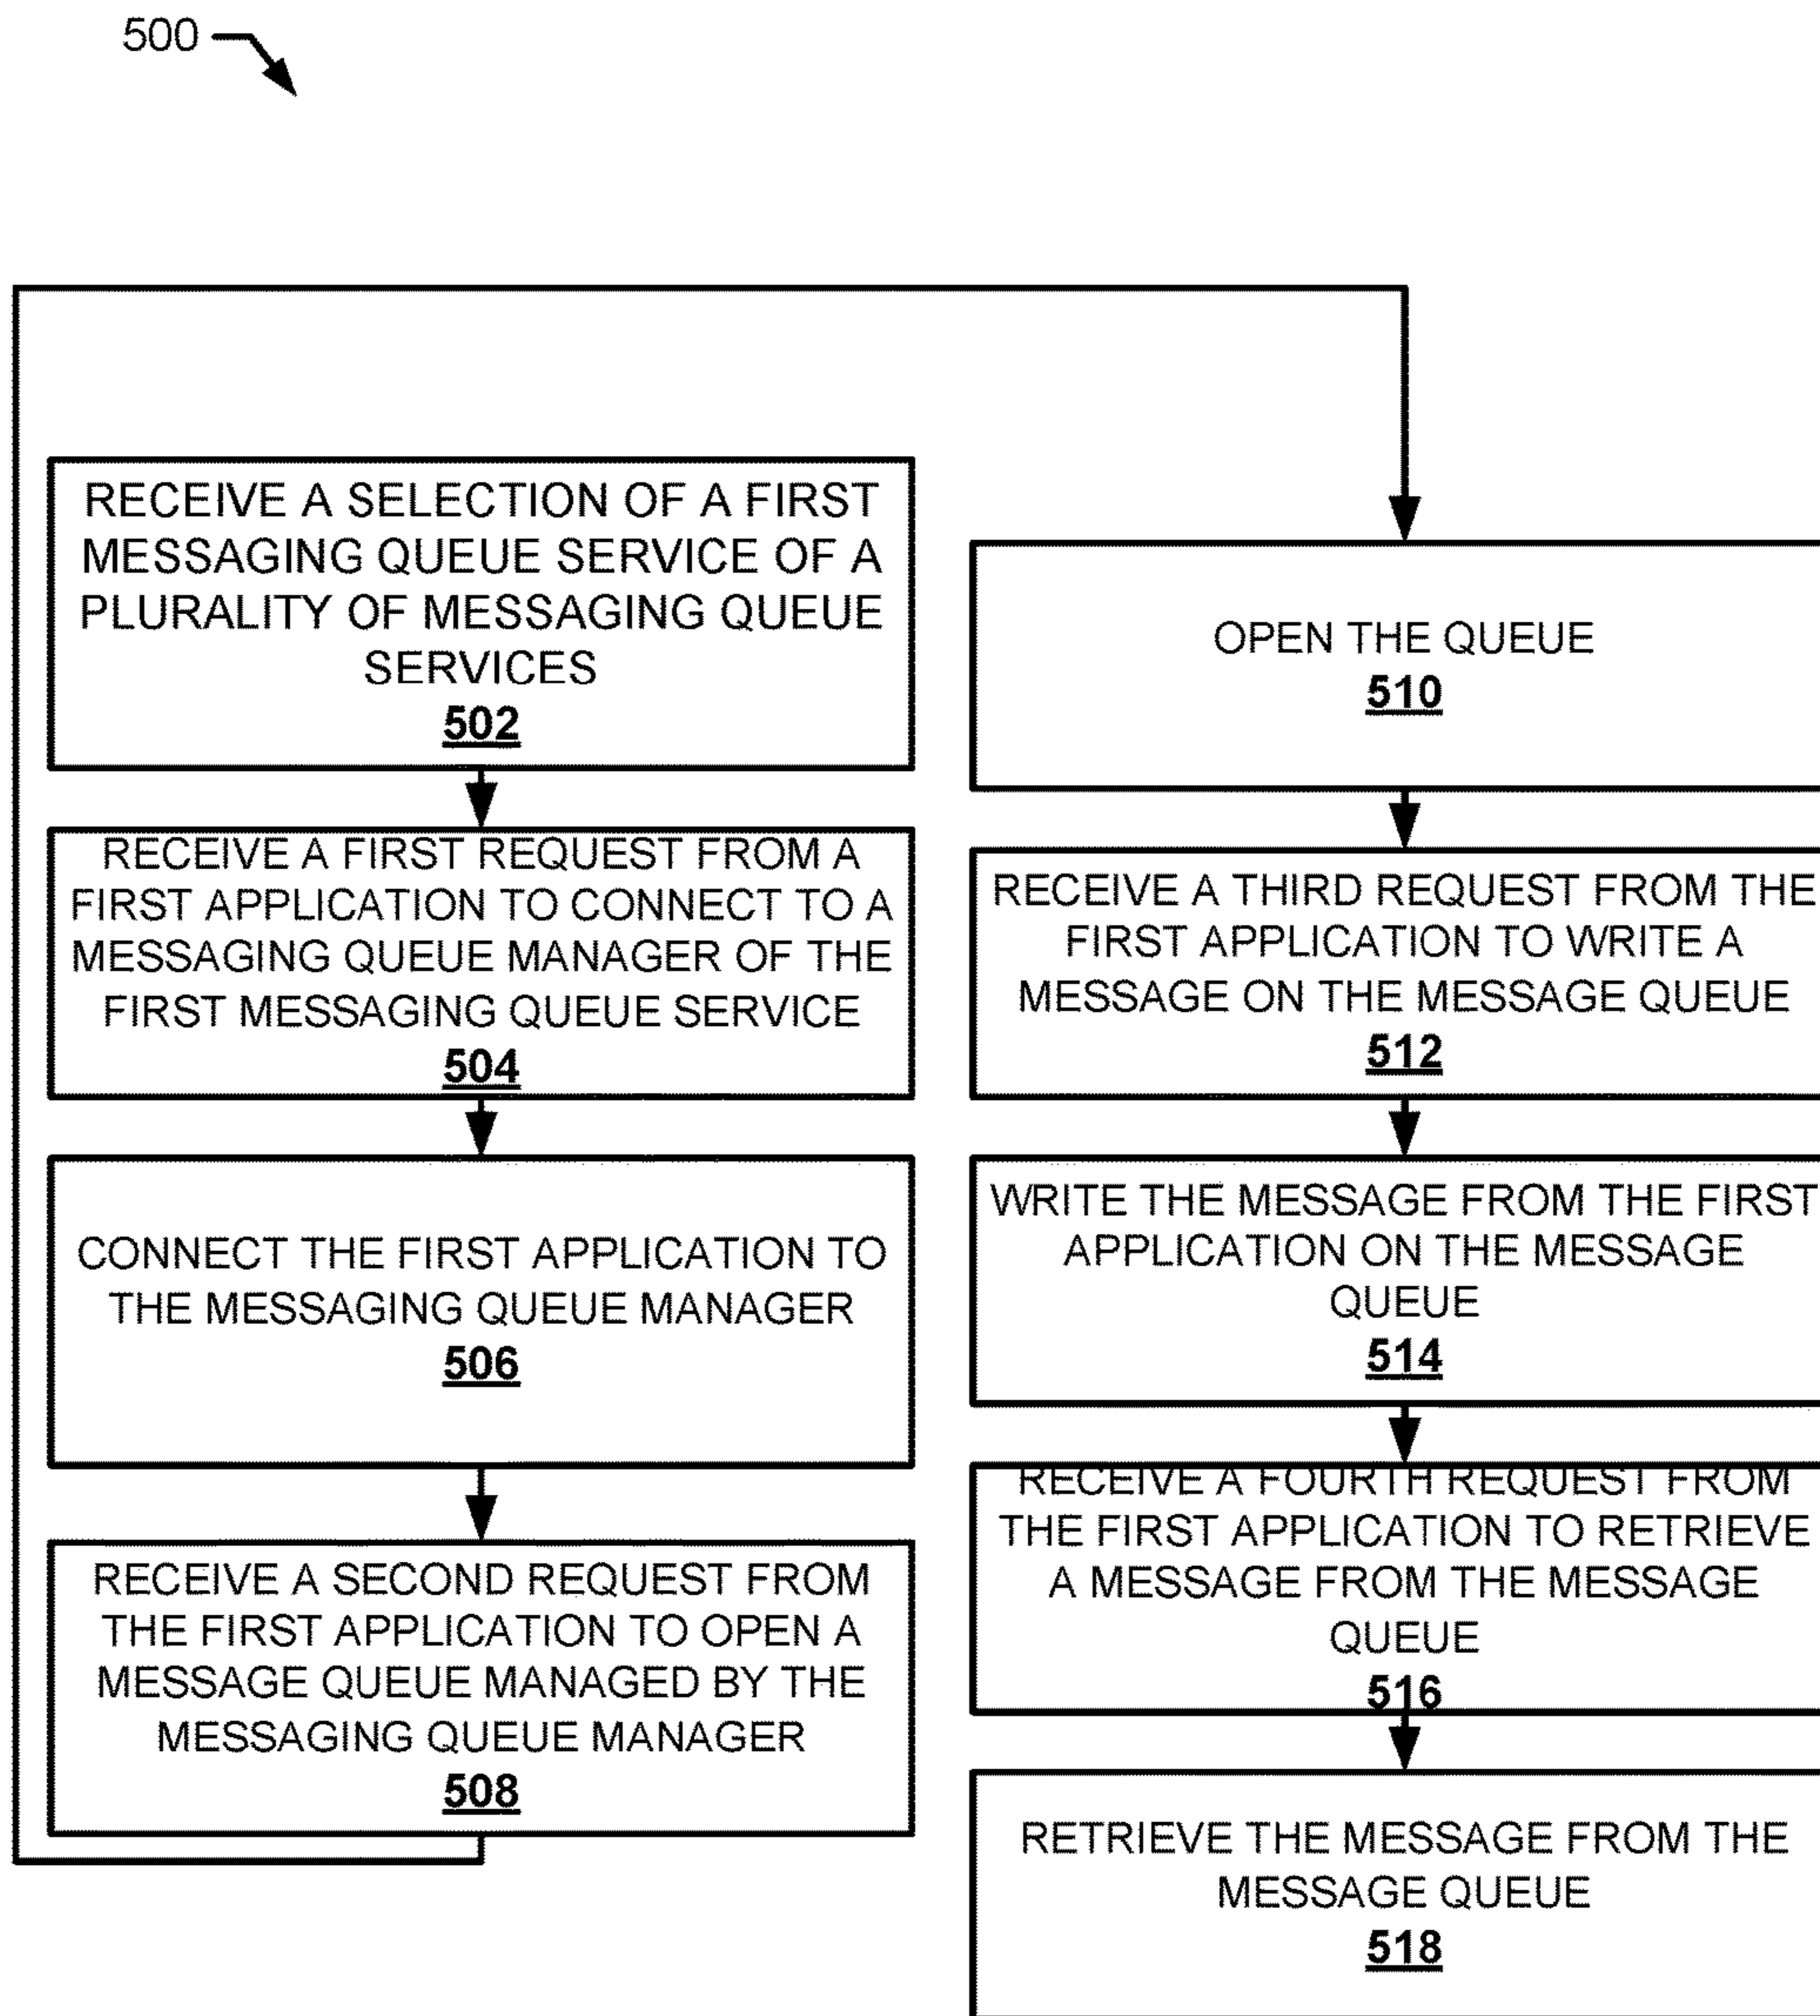 500
RECEIVE A SELECTION OF A FIRST
MESSAGING QUEUE SERVICE OF A
PLURALITY OF MESSAGING QUEUE
SERVICES
502
RECEIVE A FIRST REQUEST FROM A
FIRST APPLICATION TO CONNECT TO A
MESSAGING QUEUE MANAGER OF THE
FIRST MESSAGING QUEUE SERVICE
504
CONNECT THE FIRST APPLICATION TO
THE MESSAGING QUEUE MANAGER
506
RECEIVE A SECOND REQUEST FROM
THE FIRST APPLICATION TO OPEN A
MESSAGE QUEUE MANAGED BY THE
MESSAGING QUEUE MANAGER
508
OPEN THE QUEUE
510
RECEIVE A THIRD REQUEST FROM THE
FIRST APPLICATION TO WRITE A
MESSAGE ON THE MESSAGE QUEUE
512
WRITE THE MESSAGE FROM THE FIRST
APPLICATION ON THE MESSAGE
QUEUE
514
RECEIVE A FOURTH REQUEST FROM
THE FIRST APPLICATION TO RETRIEVE
A MESSAGE FROM THE MESSAGE
QUEUE
516
RETRIEVE THE MESSAGE FROM THE
MESSAGE QUEUE
518